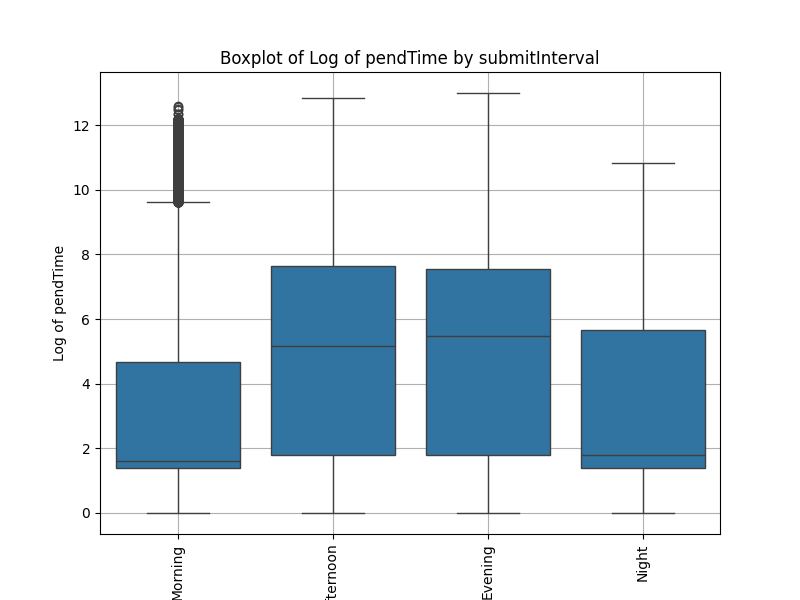 Boxplot of Log of pendTime by submitInterval
Log of pendTime
12
10
8
6
4
2
0
Morning
fternoon
Evening
Night